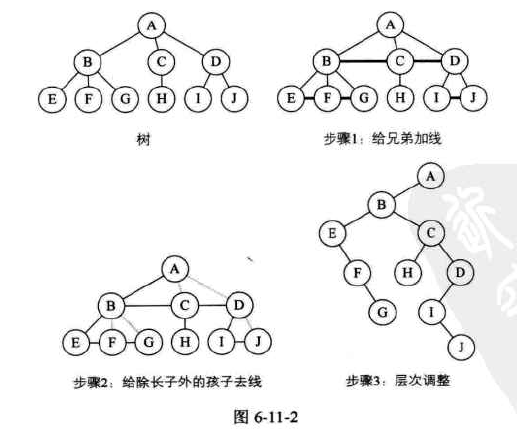 A A
B C D B C D
E F G H I J E F G H I J
树 步骤1：给兄弟加线
A
B
E C
F H D
G I
J
A
B C D
E F G H I J
步骤2：给除长子外的孩子去线 步骤3：层次调整
图 6-11-2